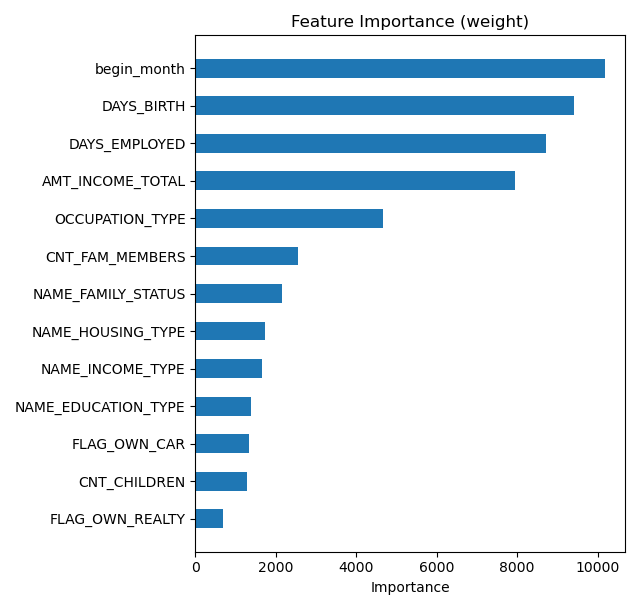 Feature Importance (weight)
begin_month
DAYS_BIRTH
DAYS_EMPLOYED
AMT_INCOME_TOTAL
OCCUPATION_TYPE
CNT_FAM_MEMBERS
NAME_FAMILY_STATUS
NAME_HOUSING_TYPE
NAME_INCOME_TYPE
NAME_EDUCATION_TYPE
FLAG_OWN_CAR
CNT_CHILDREN
FLAG_OWN_REALTY
0 2000 4000 6000 8000 10000
Importance